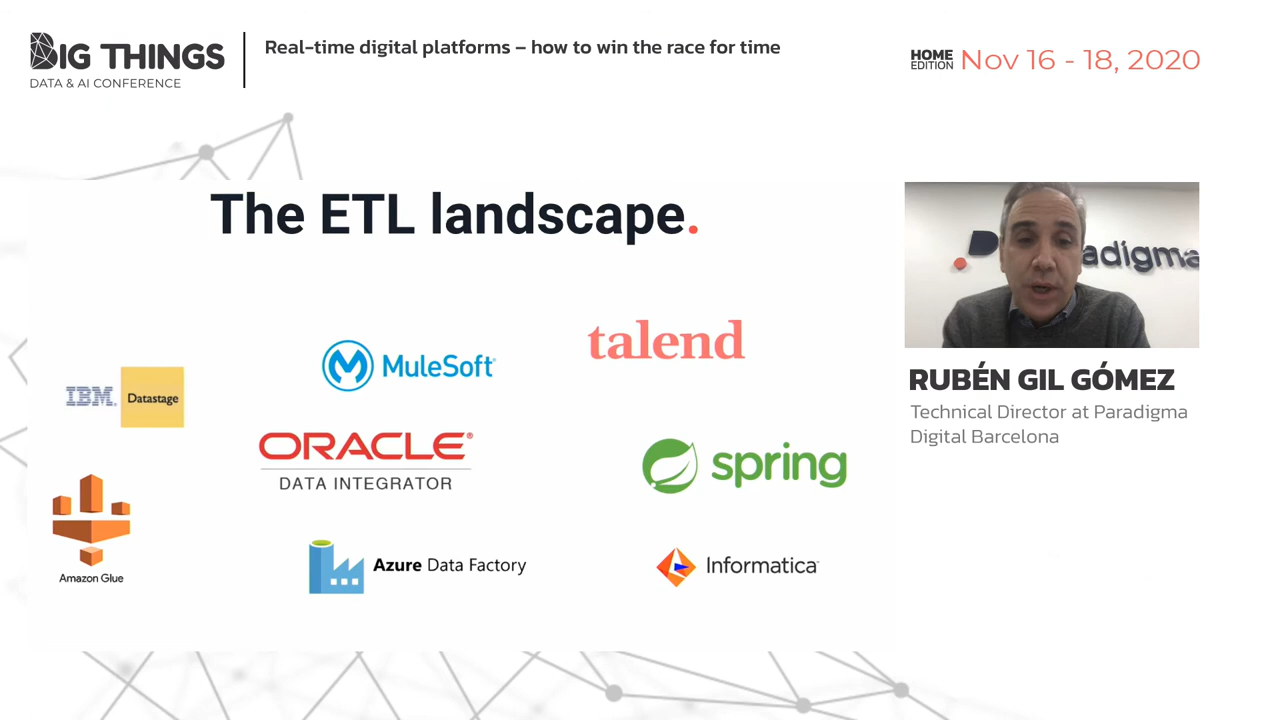 BIG THINGS
DATA & AI CONFERENCE
Real-time digital platforms – how to win the race for time
HOME
EDITION
Nov 16 - 18, 2020
The ETL landscape.
talend
MuleSoft
IBM. Datastage
ORACLE®
DATA INTEGRATOR
spring
Amazon Glue
Azure Data Factory
Informatica
adigma
RUBÉN GIL GÓMEZ
Technical Director at Paradigma
Digital Barcelona